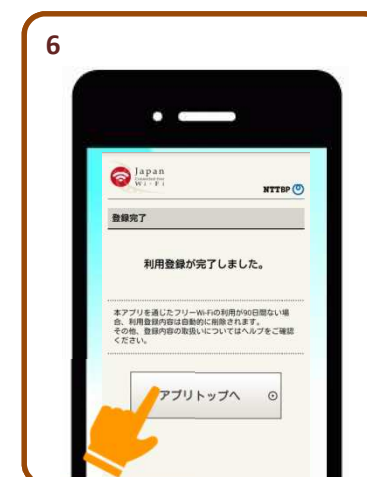 6
Japan
Connected-free
Wi-Fi
NTTBP
登録完了
利用登録が完了しました。
本アプリを通じたフリーWi-Fiの利用が90日間ない場
合、利用登録内容は自動的に削除されます。
その他、登録内容の取扱いについてはヘルプをご確認
ください。
アプリトップへ